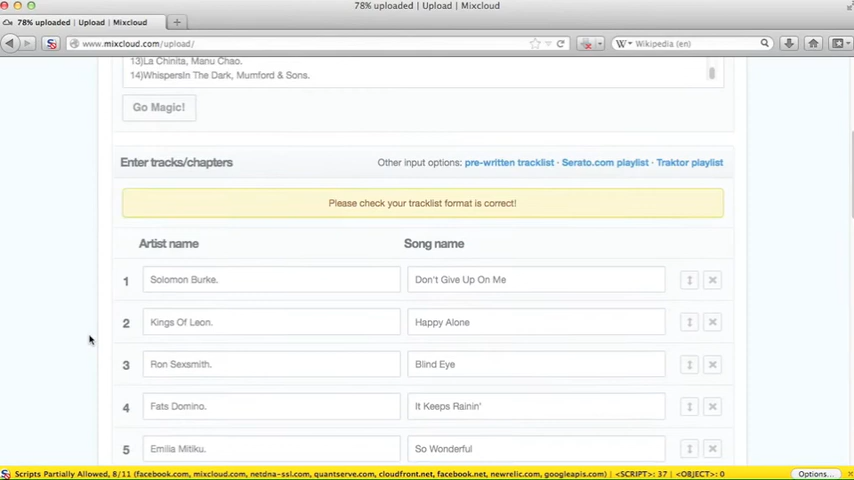 78% uploaded | Upload | Mixcloud
78% uploaded | Upload | Mixcloud
www.mixcloud.com/upload/
Wikipedia (en)
13)La Chinita, Manu Chao.
14)WhispersIn The Dark, Mumford & Sons.
Go Magic!
Enter tracks/chapters
Other input options: pre-written tracklist · Serato.com playlist · Traktor playlist
Please check your tracklist format is correct!
Artist name Song name
1 Solomon Burke. Don't Give Up On Me
2 Kings Of Leon. Happy Alone
3 Ron Sexsmith. Blind Eye
4 Fats Domino. It Keeps Rainin'
5 Emilia Mitiku. So Wonderful
Scripts Partially Allowed, 8/11 (facebook.com, mixcloud.com, netdna-ssl.com, quantserve.com, cloudfront.net, facebook.net, newrelic.com, googleapis.com) | <SCRIPT>: 37 | <OBJECT>: 0
Options...